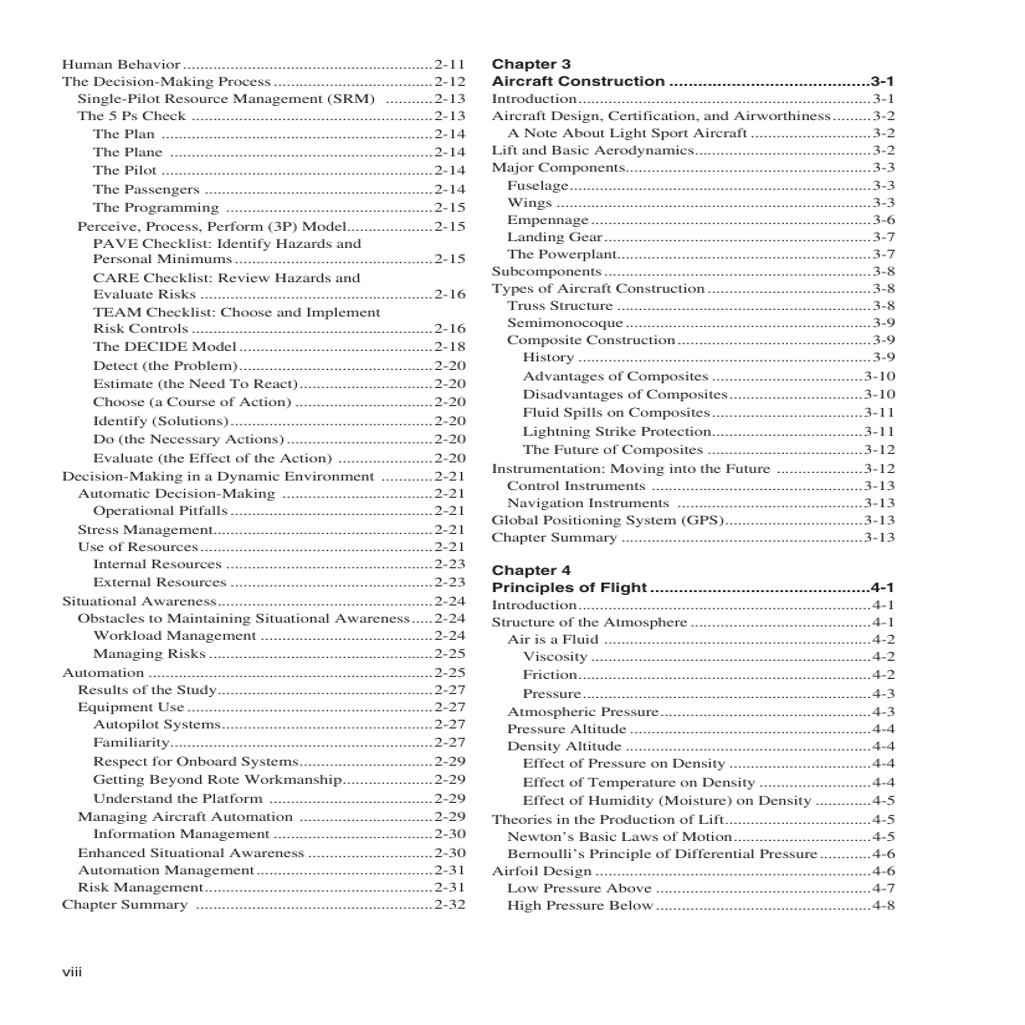 Human Behavior ..........................................................2-11
The Decision-Making Process .....................................2-12
Single-Pilot Resource Management (SRM) ...........2-13
The 5 Ps Check ........................................................2-13
The Plan ...............................................................2-14
The Plane .............................................................2-14
The Pilot ...............................................................2-14
The Passengers .....................................................2-14
The Programming ................................................2-15
Perceive, Process, Perform (3P) Model....................2-15
PAVE Checklist: Identify Hazards and
Personal Minimums ..............................................2-15
CARE Checklist: Review Hazards and
Evaluate Risks ......................................................2-16
TEAM Checklist: Choose and Implement
Risk Controls ........................................................2-16
The DECIDE Model .............................................2-18
Detect (the Problem).............................................2-20
Estimate (the Need To React)...............................2-20
Choose (a Course of Action) ................................2-20
Identify (Solutions)...............................................2-20
Do (the Necessary Actions) ..................................2-20
Evaluate (the Effect of the Action) ......................2-20
Decision-Making in a Dynamic Environment ............2-21
Automatic Decision-Making ...................................2-21
Operational Pitfalls ...............................................2-21
Stress Management...................................................2-21
Use of Resources ......................................................2-21
Internal Resources ................................................2-23
External Resources ...............................................2-23
Situational Awareness..................................................2-24
Obstacles to Maintaining Situational Awareness .....2-24
Workload Management ........................................2-24
Managing Risks ....................................................2-25
Automation ..................................................................2-25
Results of the Study..................................................2-27
Equipment Use .........................................................2-27
Autopilot Systems.................................................2-27
Familiarity.............................................................2-27
Respect for Onboard Systems...............................2-29
Getting Beyond Rote Workmanship.....................2-29
Understand the Platform ......................................2-29
Managing Aircraft Automation ...............................2-29
Information Management .....................................2-30
Enhanced Situational Awareness .............................2-30
Automation Management.........................................2-31
Risk Management.....................................................2-31
Chapter Summary .......................................................2-32
Chapter 3
Aircraft Construction ..........................................3-1
Introduction....................................................................3-1
Aircraft Design, Certification, and Airworthiness.........3-2
A Note About Light Sport Aircraft ............................3-2
Lift and Basic Aerodynamics.........................................3-2
Major Components.........................................................3-3
Fuselage......................................................................3-3
Wings .........................................................................3-3
Empennage .................................................................3-6
Landing Gear..............................................................3-7
The Powerplant...........................................................3-7
Subcomponents ..............................................................3-8
Types of Aircraft Construction ......................................3-8
Truss Structure ...........................................................3-8
Semimonocoque .........................................................3-9
Composite Construction .............................................3-9
History ....................................................................3-9
Advantages of Composites ...................................3-10
Disadvantages of Composites...............................3-10
Fluid Spills on Composites...................................3-11
Lightning Strike Protection...................................3-11
The Future of Composites ....................................3-12
Instrumentation: Moving into the Future ....................3-12
Control Instruments .................................................3-13
Navigation Instruments ...........................................3-13
Global Positioning System (GPS)................................3-13
Chapter Summary ........................................................3-13
Chapter 4
Principles of Flight .............................................4-1
Introduction....................................................................4-1
Structure of the Atmosphere ..........................................4-1
Air is a Fluid ..............................................................4-2
Viscosity .................................................................4-2
Friction....................................................................4-2
Pressure...................................................................4-3
Atmospheric Pressure.................................................4-3
Pressure Altitude ........................................................4-4
Density Altitude .........................................................4-4
Effect of Pressure on Density .................................4-4
Effect of Temperature on Density ..........................4-4
Effect of Humidity (Moisture) on Density .............4-5
Theories in the Production of Lift..................................4-5
Newton’s Basic Laws of Motion................................4-5
Bernoulli’s Principle of Differential Pressure ............4-6
Airfoil Design ................................................................4-6
Low Pressure Above ..................................................4-7
High Pressure Below ..................................................4-8
viii